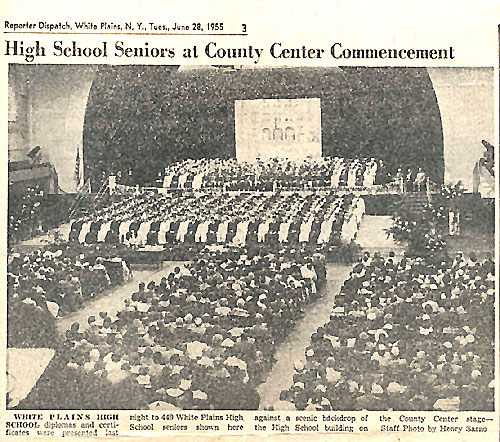 Reporter Dispatch, White Plains, N. Y., Tues., June 28, 1955 3
High School Seniors at County Center Commencement
WHITE PLAINS HIGH
SCHOOL diplomas and certi-
ficates were presented last
night to 449 White Plains High
School seniors shown here
against a scenic backdrop of
the High School building on
the County Center stage—
Staff Photo by Henry Sasso